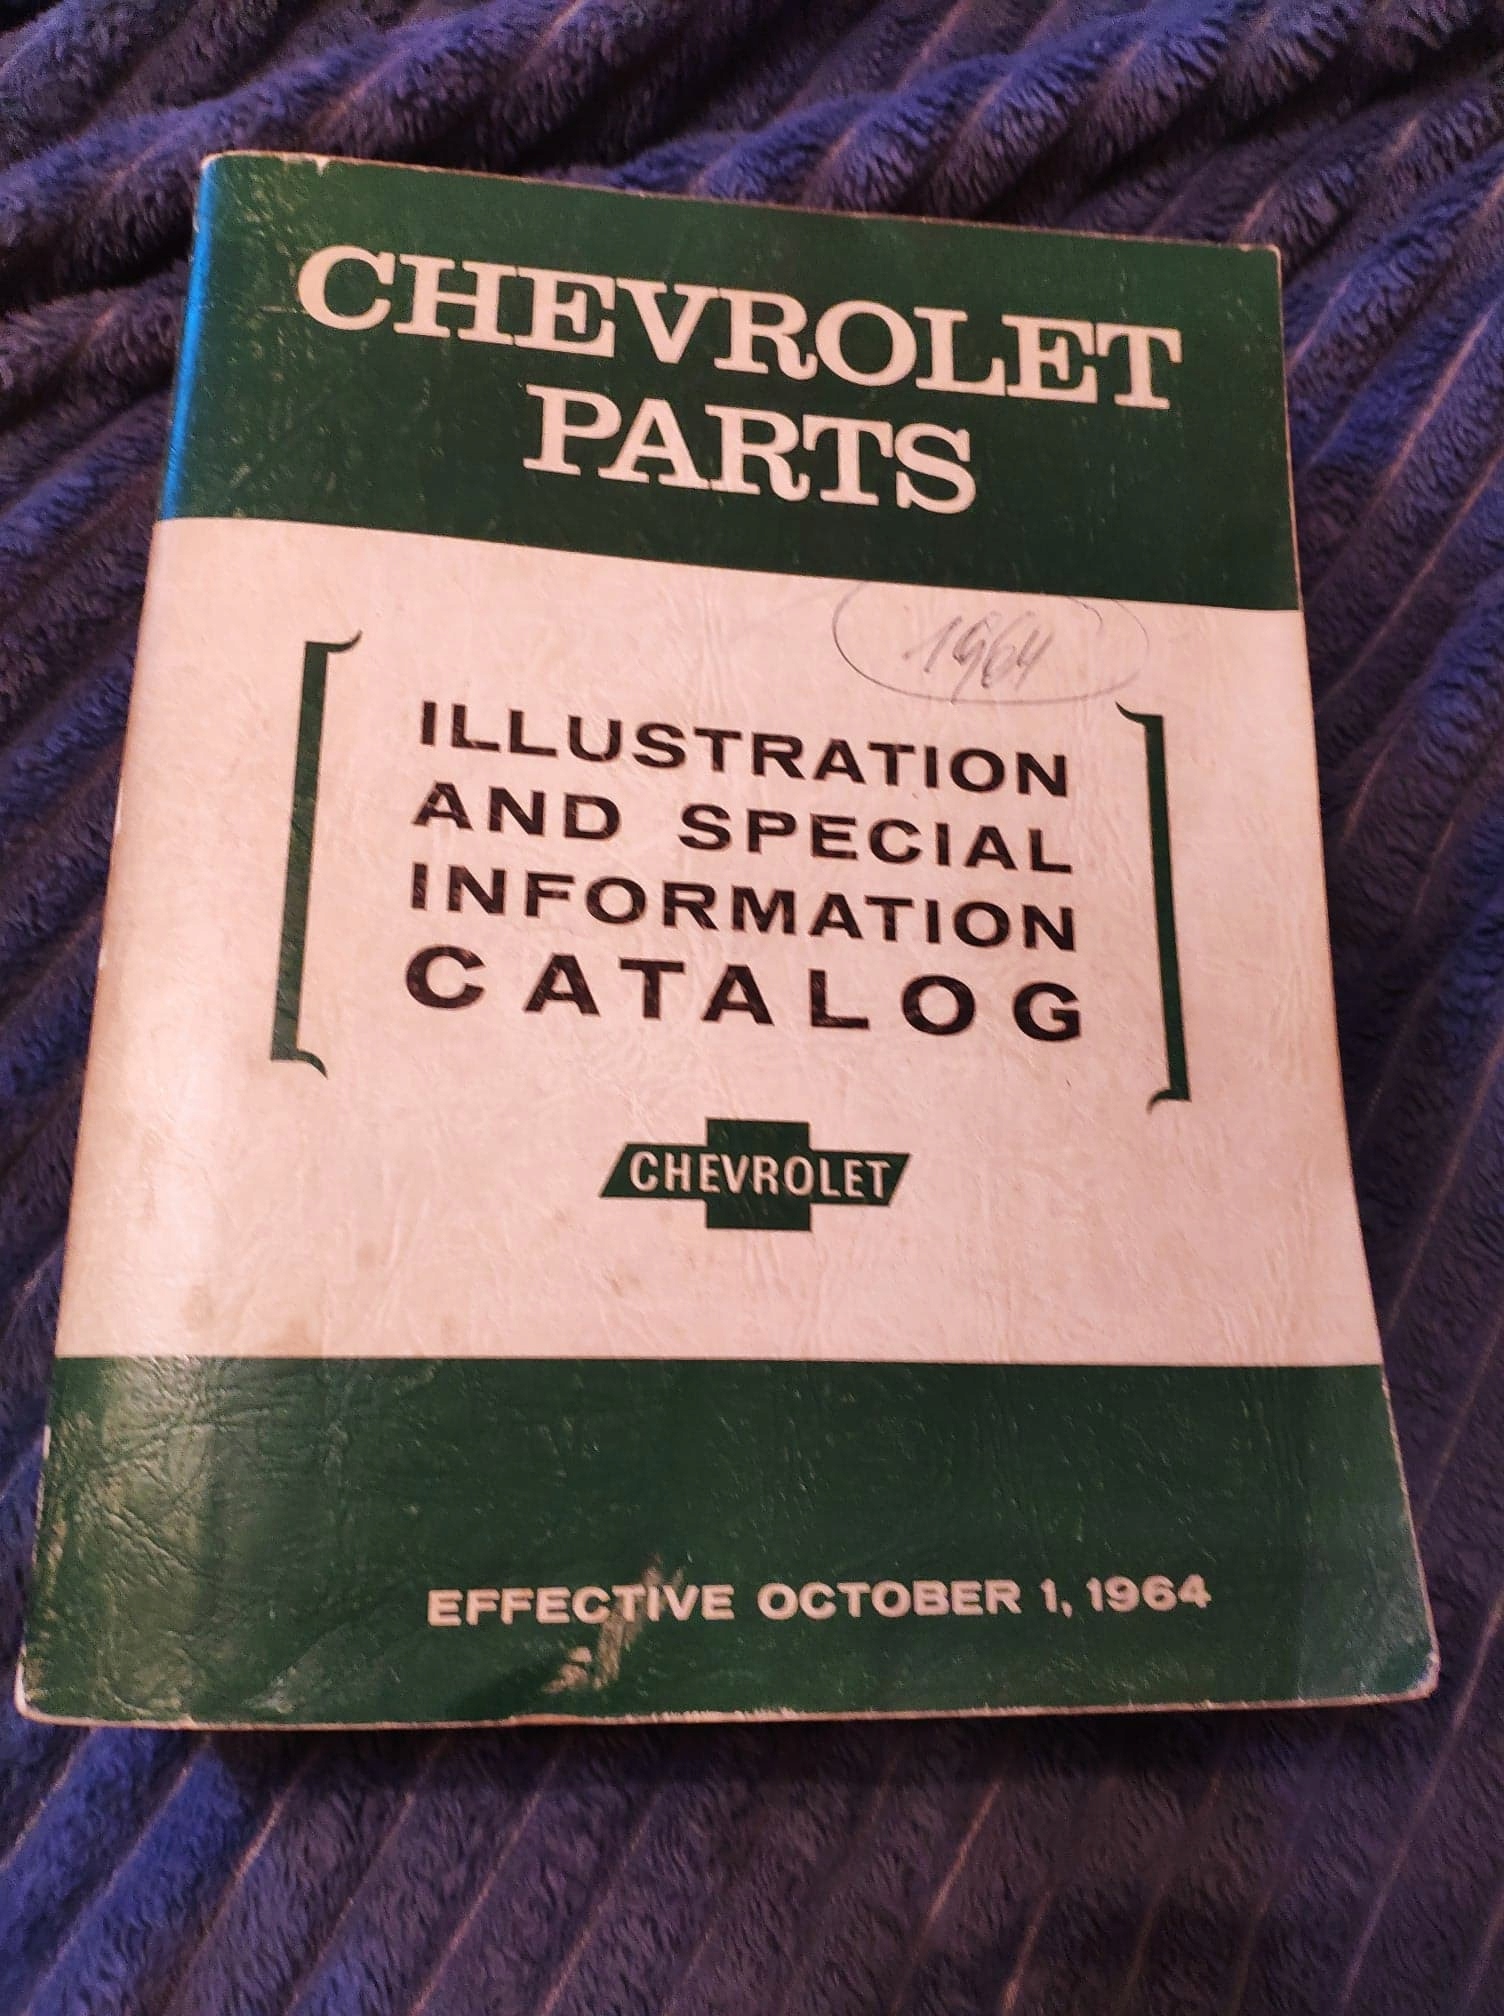 CHEVROLET
PARTS
1964
ILLUSTRATION
AND SPECIAL
INFORMATION
CATALOG
CHEVROLET
EFFECTIVE OCTOBER 1, 1964